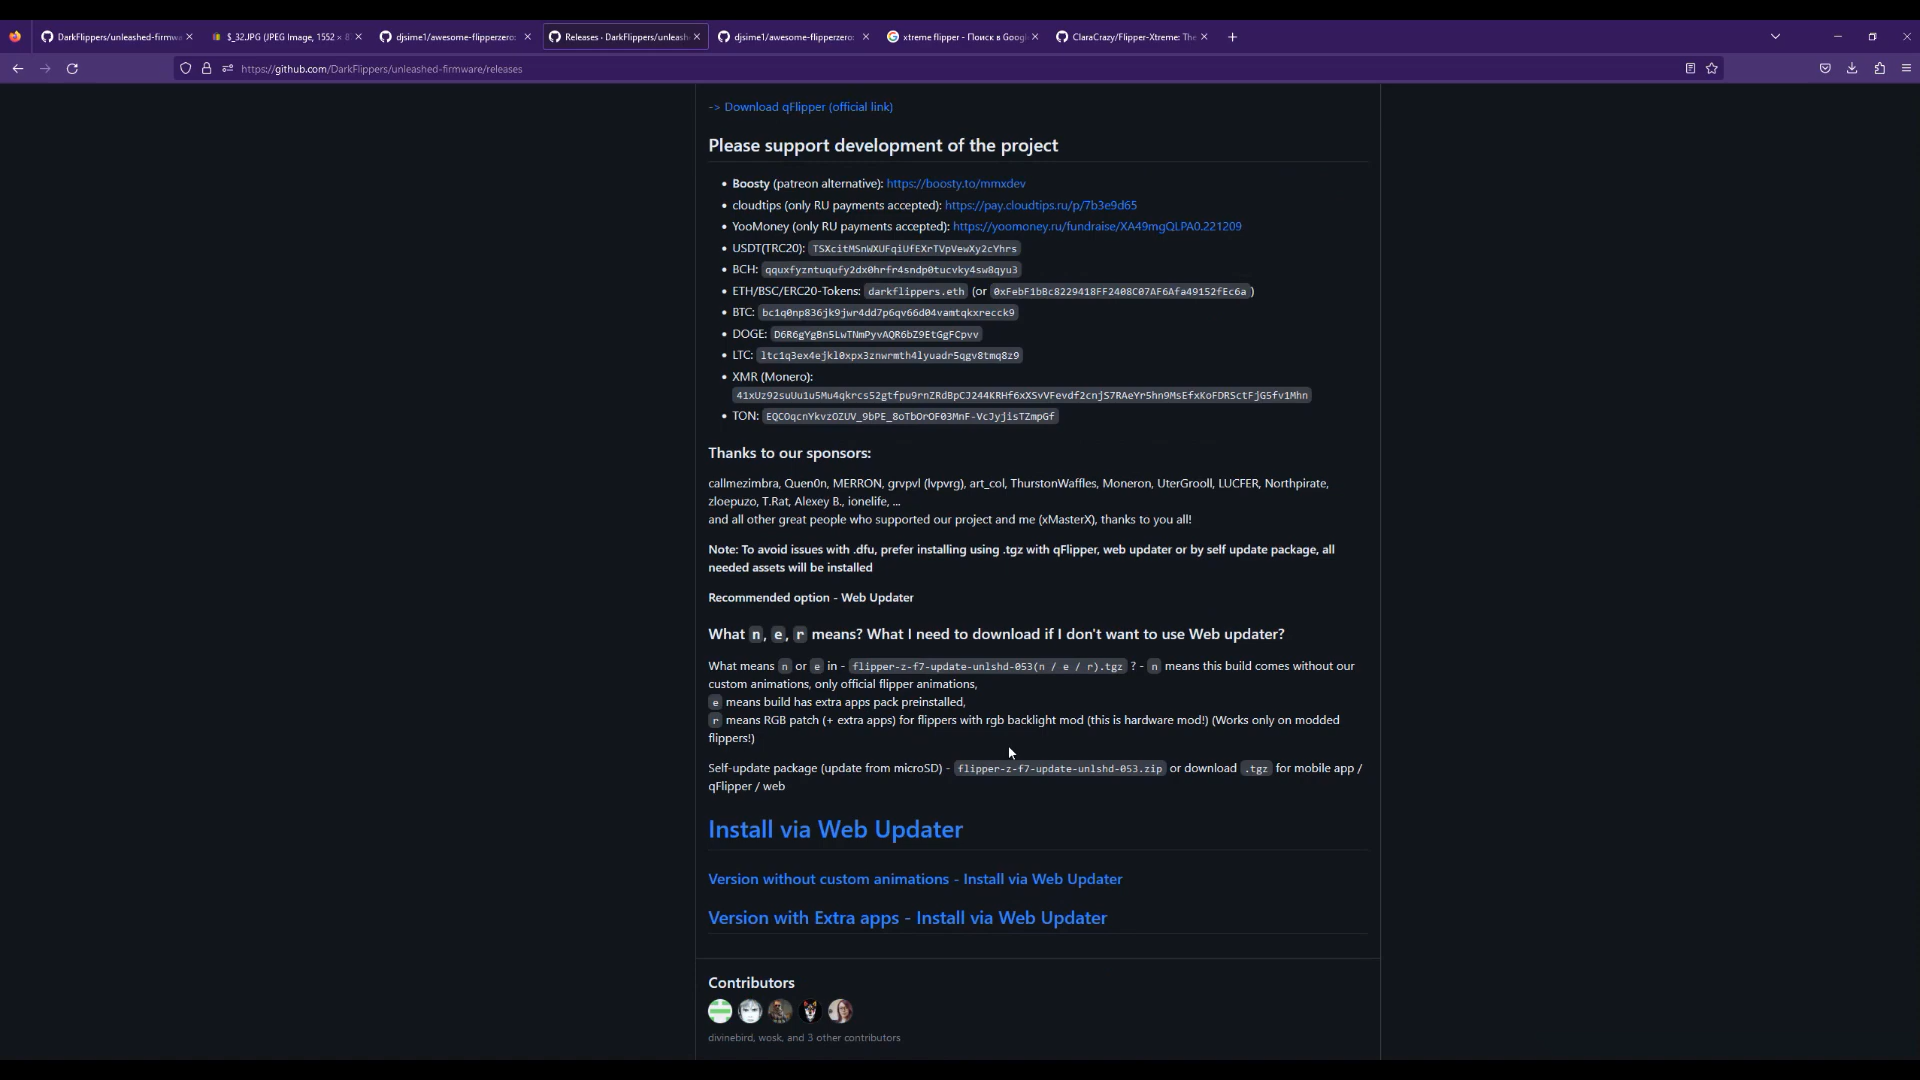 DarkFlippers/unleashed-firmw
$_32.JPG (JPEG Image, 1552 × 8
djsime1/awesome-flipperzero:
Releases · DarkFlippers/unleash
djsime1/awesome-flipperzero:
xtreme flipper - Поиск в Googl
ClaraCrazy/Flipper-Xtreme: The
https://github.com/DarkFlippers/unleashed-firmware/releases
-> Download qFlipper (official link)
Please support development of the project
• Boosty (patreon alternative): https://boosty.to/mmxdev
• cloudtips (only RU payments accepted): https://pay.cloudtips.ru/p/7b3e9d65
• YooMoney (only RU payments accepted): https://yoomoney.ru/fundraise/XA49mgQLPA0.221209
• USDT(TRC20): TSXcitMSnWXUFqiUfEXrTVpVewXy2cYhrs
• BCH: qquxfyzntuqufy2dx0hrfr4sndp0tucvky4sw8qyu3
• ETH/BSC/ERC20-Tokens: darkflippers.eth (or 0xFebF1bBc8229418FF2408C07AF6Afa49152fEc6a)
• BTC: bc1q0np836jk9jwr4dd7p6qv66d04vamtqkxrecck9
• DOGE: D6R6gYgBn5LwTNmPyvAQR6bZ9EtGgFCpvv
• LTC: ltc1q3ex4ejkl0xpx3znwrmth4lyuadr5qgv8tmq8z9
• XMR (Monero):
41xUz92suUu1u5Mu4qkrcs52gtfpu9rnZRdBpCJ244KRHf6xXSvVFevdf2cnjS7RAeYr5hn9MsEfxKoFDRSctFjG5fv1Mhn
• TON: EQCOqcnYkvzOZUV_9bPE_8oTbOrOF03MnF-VcJyjisTZmpGf
Thanks to our sponsors:
callmezimbra, Quen0n, MERRON, grvpvl (lvpvrg), art_col, ThurstonWaffles, Moneron, UterGrooll, LUCFER, Northpirate,
zloepuzo, T.Rat, Alexey B., ionelife, ...
and all other great people who supported our project and me (xMasterX), thanks to you all!
Note: To avoid issues with .dfu, prefer installing using .tgz with qFlipper, web updater or by self update package, all
needed assets will be installed
Recommended option - Web Updater
What n, e, r means? What I need to download if I don't want to use Web updater?
What means n or e in - flipper-z-f7-update-unlshd-053(n / e / r).tgz ? - n means this build comes without our
custom animations, only official flipper animations,
e means build has extra apps pack preinstalled,
r means RGB patch (+ extra apps) for flippers with rgb backlight mod (this is hardware mod!) (Works only on modded
flippers!)
Self-update package (update from microSD) - flipper-z-f7-update-unlshd-053.zip or download .tgz for mobile app /
qFlipper / web
Install via Web Updater
Version without custom animations - Install via Web Updater
Version with Extra apps - Install via Web Updater
Contributors
divinebird, wosk, and 3 other contributors